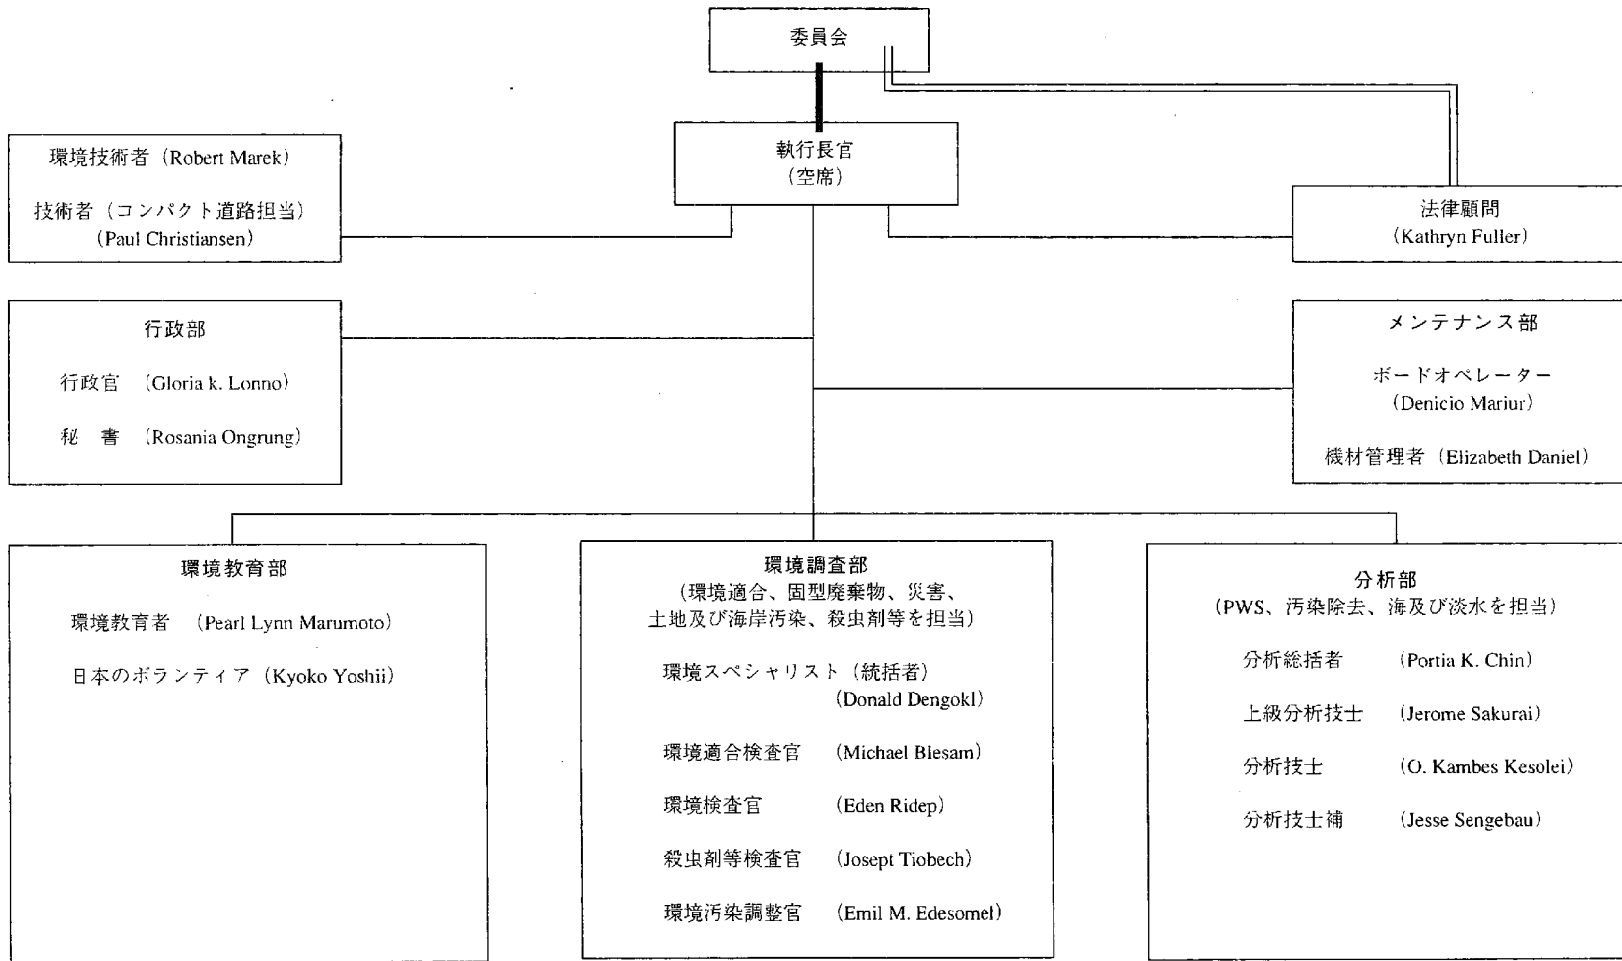 委員会
執行長官
(空席)
環境技術者 (Robert Marek)
技術者 (コンパクト道路担当)
(Paul Christiansen)
法律顧問
(Kathryn Fuller)
行政部
行政官 (Gloria k. Lonno)
秘 書 (Rosania Ongrung)
メンテナンス部
ボードオペレーター
(Denicio Mariur)
機材管理者 (Elizabeth Daniel)
環境教育部
環境教育者 (Pearl Lynn Marumoto)
日本のボランティア (Kyoko Yoshii)
環境調査部
(環境適合、固型廃棄物、災害、
土地及び海岸汚染、殺虫剤等を担当)
環境スペシャリスト (統括者)
(Donald Dengokl)
環境適合検査官 (Michael Blesam)
環境検査官 (Eden Ridep)
殺虫剤等検査官 (Josept Tiobech)
環境汚染調整官 (Emil M. Edesomel)
分析部
(PWS、汚染除去、海及び淡水を担当)
分析総括者 (Portia K. Chin)
上級分析技士 (Jerome Sakurai)
分析技士 (O. Kambes Kesolei)
分析技士補 (Jesse Sengebau)